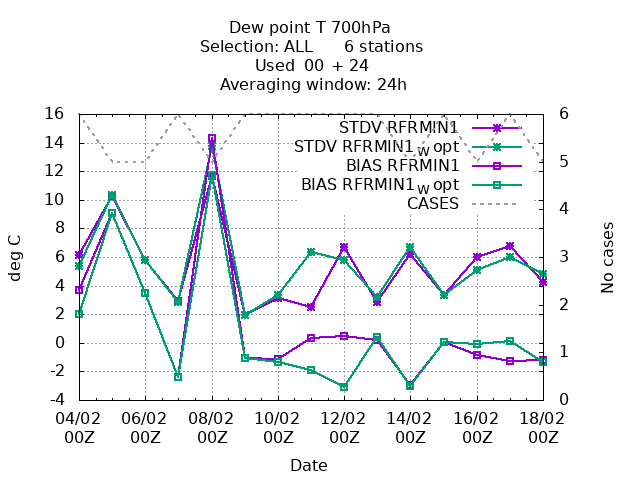 Dew point T 700hPa
Selection: ALL      6 stations
Used  00 + 24
Averaging window: 24h
STDV RFRMIN1
STDV RFRMIN1_w opt
BIAS RFRMIN1
BIAS RFRMIN1_w opt
CASES
16
14
12
10
8
6
4
2
0
-2
-4
deg C
6
5
4
3
2
1
0
No cases
04/02 06/02 08/02 10/02 12/02 14/02 16/02 18/02
00Z 00Z 00Z 00Z 00Z 00Z 00Z 00Z
Date